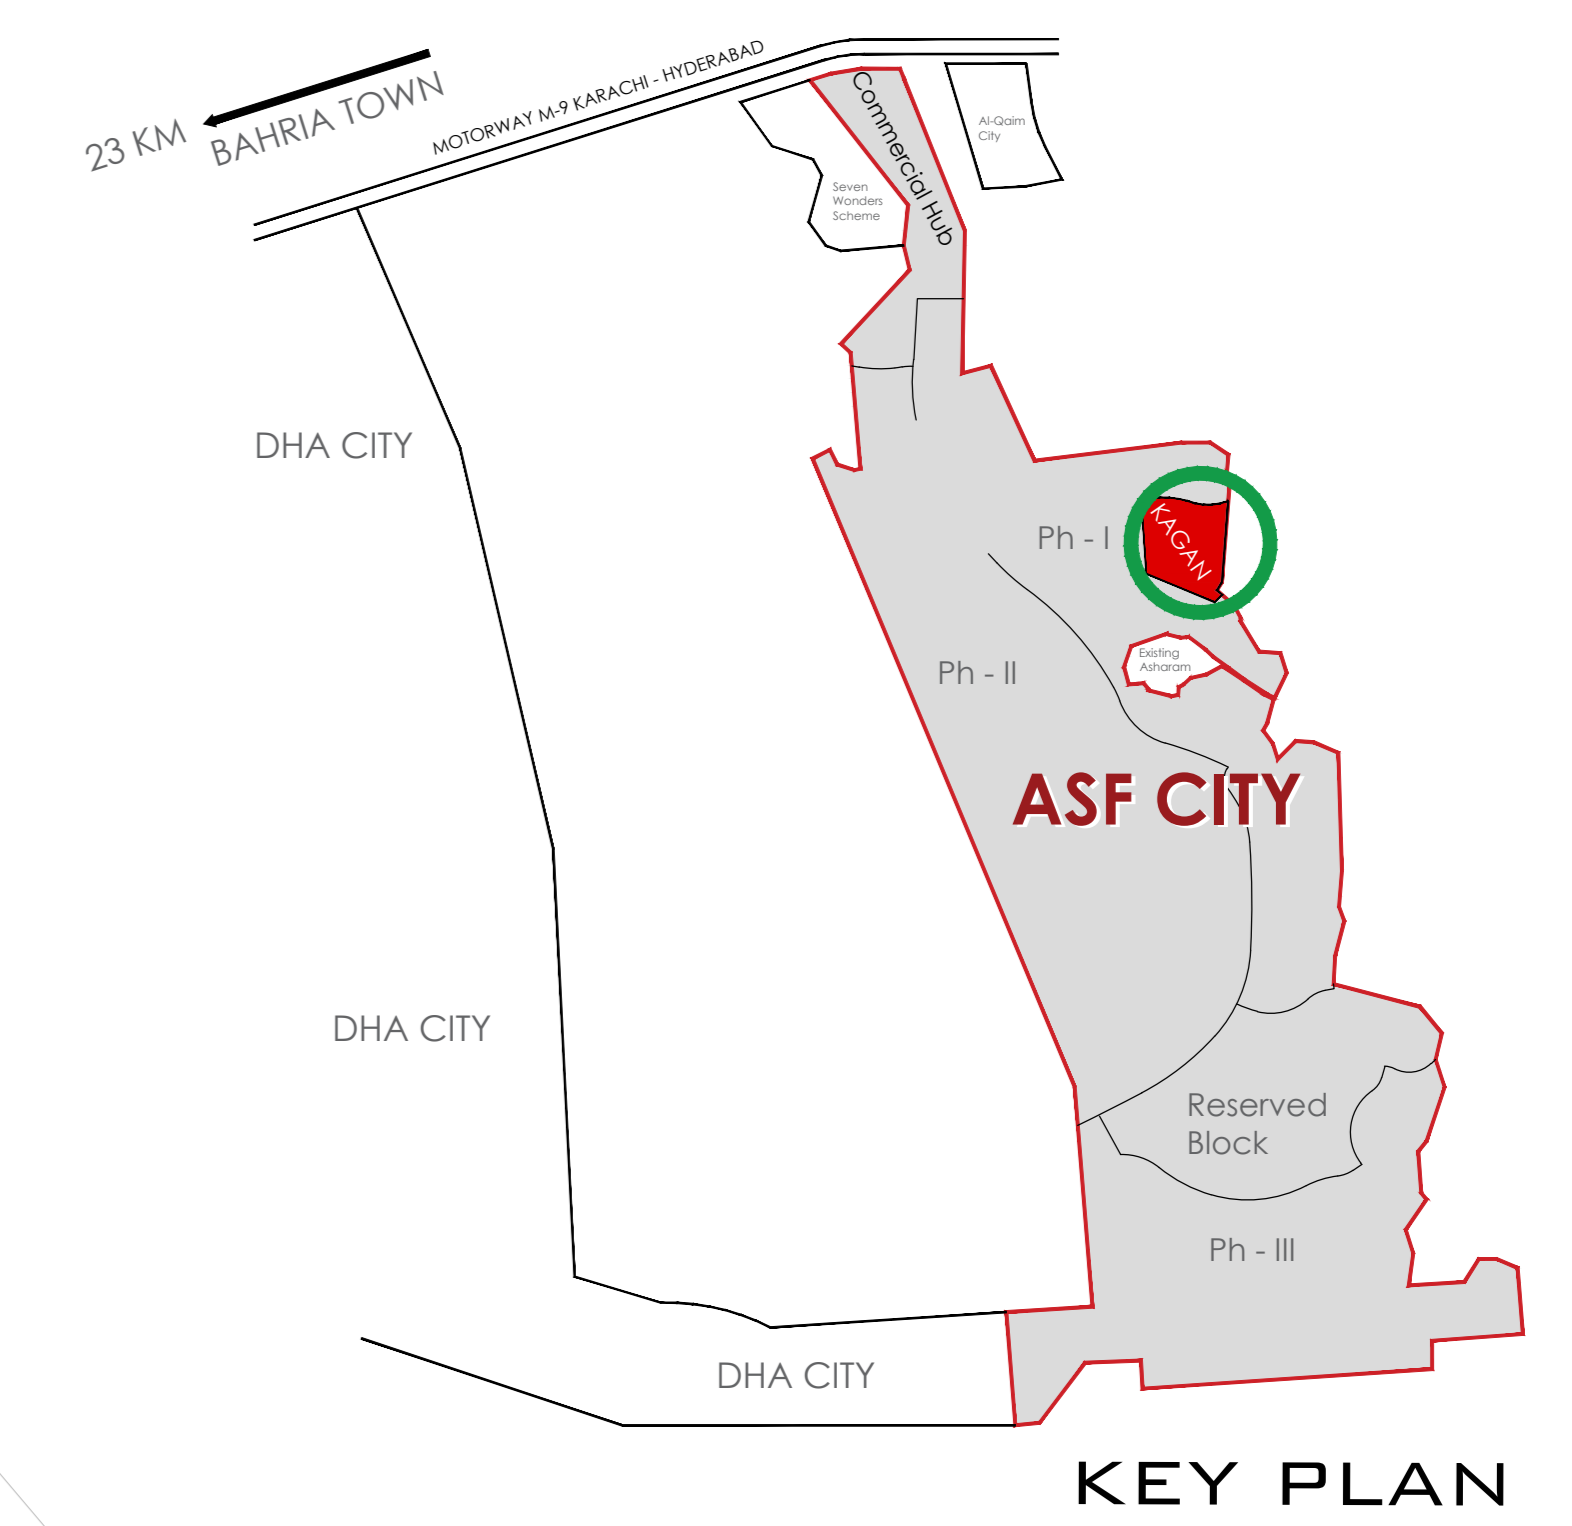 MOTORWAY M-9 KARACHI - HYDERABAD
23 KM
BAHRIA TOWN
Commercial Hub
Al-Qaim
City
Seven
Wonders
Scheme
DHA CITY
Ph - I
KAGAN
Existing
Asharam
Ph - II
ASF CITY
DHA CITY
Reserved
Block
Ph - III
DHA CITY
KEY PLAN